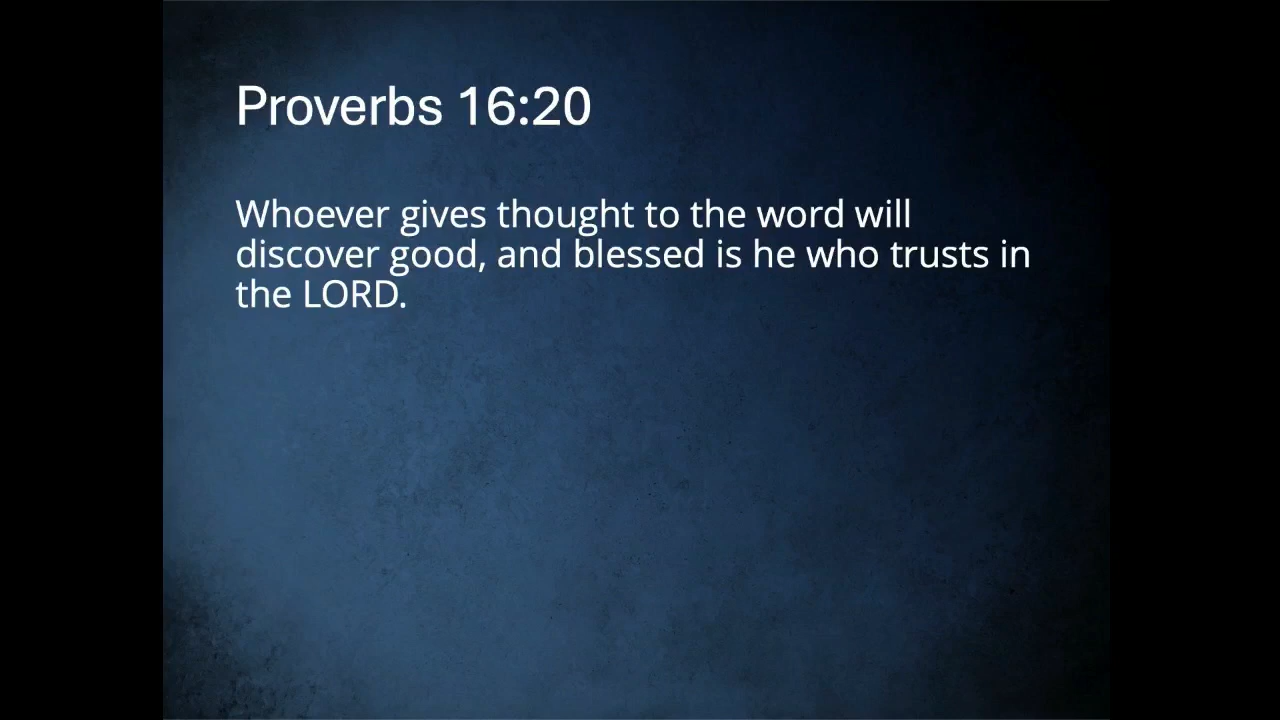 Proverbs 16:20
Whoever gives thought to the word will
discover good, and blessed is he who trusts in
the LORD.